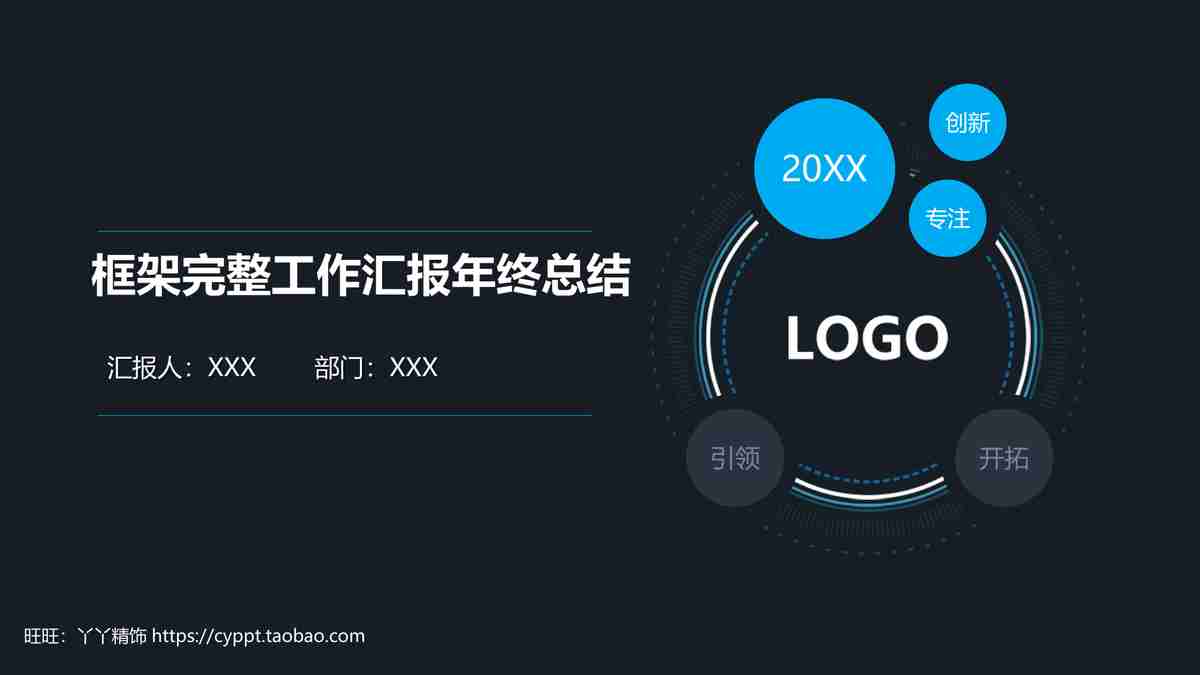 框架完整工作汇报年终总结
汇报人：XXX 部门：XXX
20XX
创新
专注
LOGO
引领
开拓
旺旺：丫丫精饰 https://cyppt.taobao.com